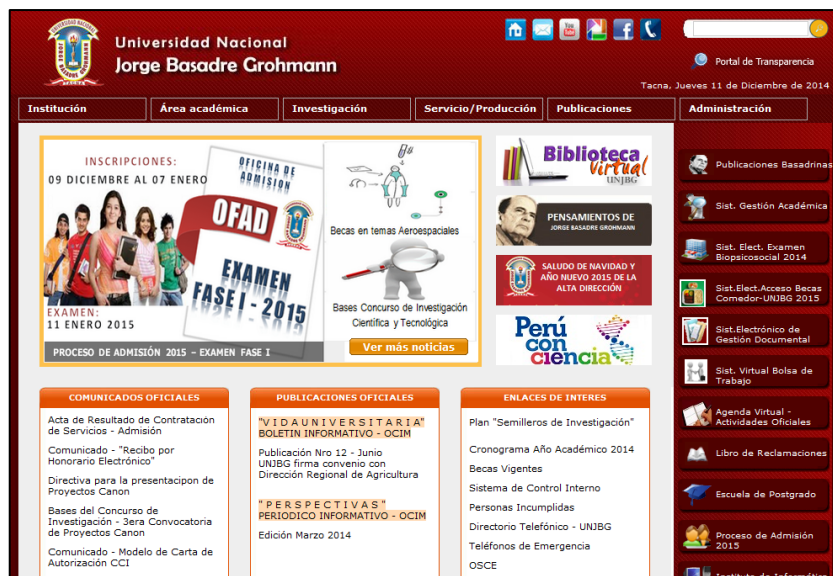 Universidad Nacional
Jorge Basadre Grohmann
Portal de Transparencia
Tacna, Jueves 11 de Diciembre de 2014
Institución
Área académica
Investigación
Servicio/Producción
Publicaciones
Administración
INSCRIPCIONES:
09 DICIEMBRE AL 07 ENERO
OFICINA DE
ADMISION
OFAD
EXAMEN
FASE I - 2015
EXAMEN:
11 ENERO 2015
PROCESO DE ADMISIÓN 2015 – EXAMEN FASE I
Becas en temas Aeroespaciales
Bases Concurso de Investigación
Científica y Tecnológica
Ver más noticias
Biblioteca
Virtual
UNJBG
PENSAMIENTOS DE
JORGE BASADRE GROHMANN
SALUDO DE NAVIDAD Y
AÑO NUEVO 2015 DE LA
ALTA DIRECCIÓN
Perú
con
ciencia
COMUNICADOS OFICIALES
Acta de Resultado de Contratación
de Servicios - Admisión
Comunicado - "Recibo por
Honorario Electrónico"
Directiva para la presentacipon de
Proyectos Canon
Bases del Concurso de
Investigación - 3era Convocatoria
de Proyectos Canon
Comunicado - Modelo de Carta de
Autorización CCI
PUBLICACIONES OFICIALES
"V I D A U N I V E R S I T A R I A"
BOLETIN INFORMATIVO - OCIM
Publicación Nro 12 - Junio
UNJBG firma convenio con
Dirección Regional de Agricultura
" P E R S P E C T I V A S "
PERIODICO INFORMATIVO - OCIM
Edición Marzo 2014
ENLACES DE INTERES
Plan "Semilleros de Investigación"
Cronograma Año Académico 2014
Becas Vigentes
Sistema de Control Interno
Personas Incumplidas
Directorio Telefónico - UNJBG
Teléfonos de Emergencia
OSCE
Publicaciones Basadrinas
Sist. Gestión Académica
Sist. Elect. Examen
Biopsicosocial 2014
Sist.Elect.Acceso Becas
Comedor-UNJBG 2015
Sist.Electrónico de
Gestión Documental
Sist. Virtual Bolsa de
Trabajo
Agenda Virtual -
Actividades Oficiales
Libro de Reclamaciones
Escuela de Postgrado
Proceso de Admisión
2015
Instituto de Informática